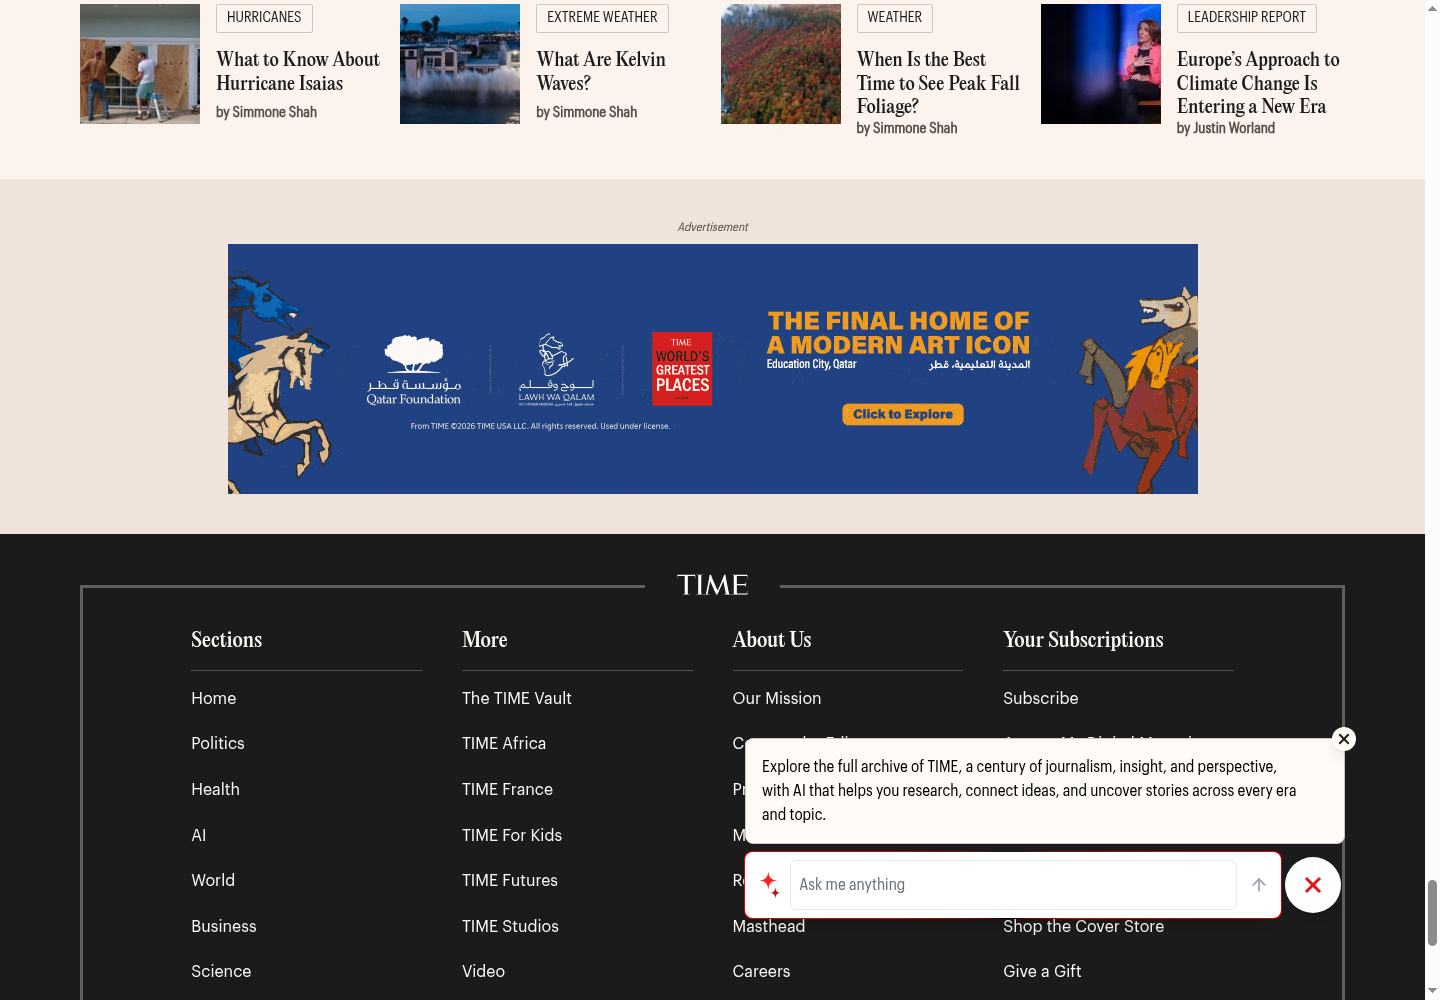 HURRICANES
What to Know About
Hurricane Isaias
by Simmone Shah
EXTREME WEATHER
What Are Kelvin
Waves?
by Simmone Shah
WEATHER
When Is the Best
Time to See Peak Fall
Foliage?
by Simmone Shah
LEADERSHIP REPORT
Europe's Approach to
Climate Change Is
Entering a New Era
by Justin Worland
Advertisement
مؤسسة قطر
Qatar Foundation
لـــوح وقـــلــم
LAWH WA QALAM
TIME
WORLD'S
GREATEST
PLACES
From TIME ©2026 TIME USA LLC. All rights reserved. Used under license.
THE FINAL HOME OF
A MODERN ART ICON
Education City, Qatar
المدينة التعليمية، قطر
Click to Explore
TIME
Sections
Home
Politics
Health
AI
World
Business
Science
More
The TIME Vault
TIME Africa
TIME France
TIME For Kids
TIME Futures
TIME Studios
Video
About Us
Our Mission
Masthead
Careers
Your Subscriptions
Subscribe
Shop the Cover Store
Give a Gift
Explore the full archive of TIME, a century of journalism, insight, and perspective,
with AI that helps you research, connect ideas, and uncover stories across every era
and topic.
Ask me anything